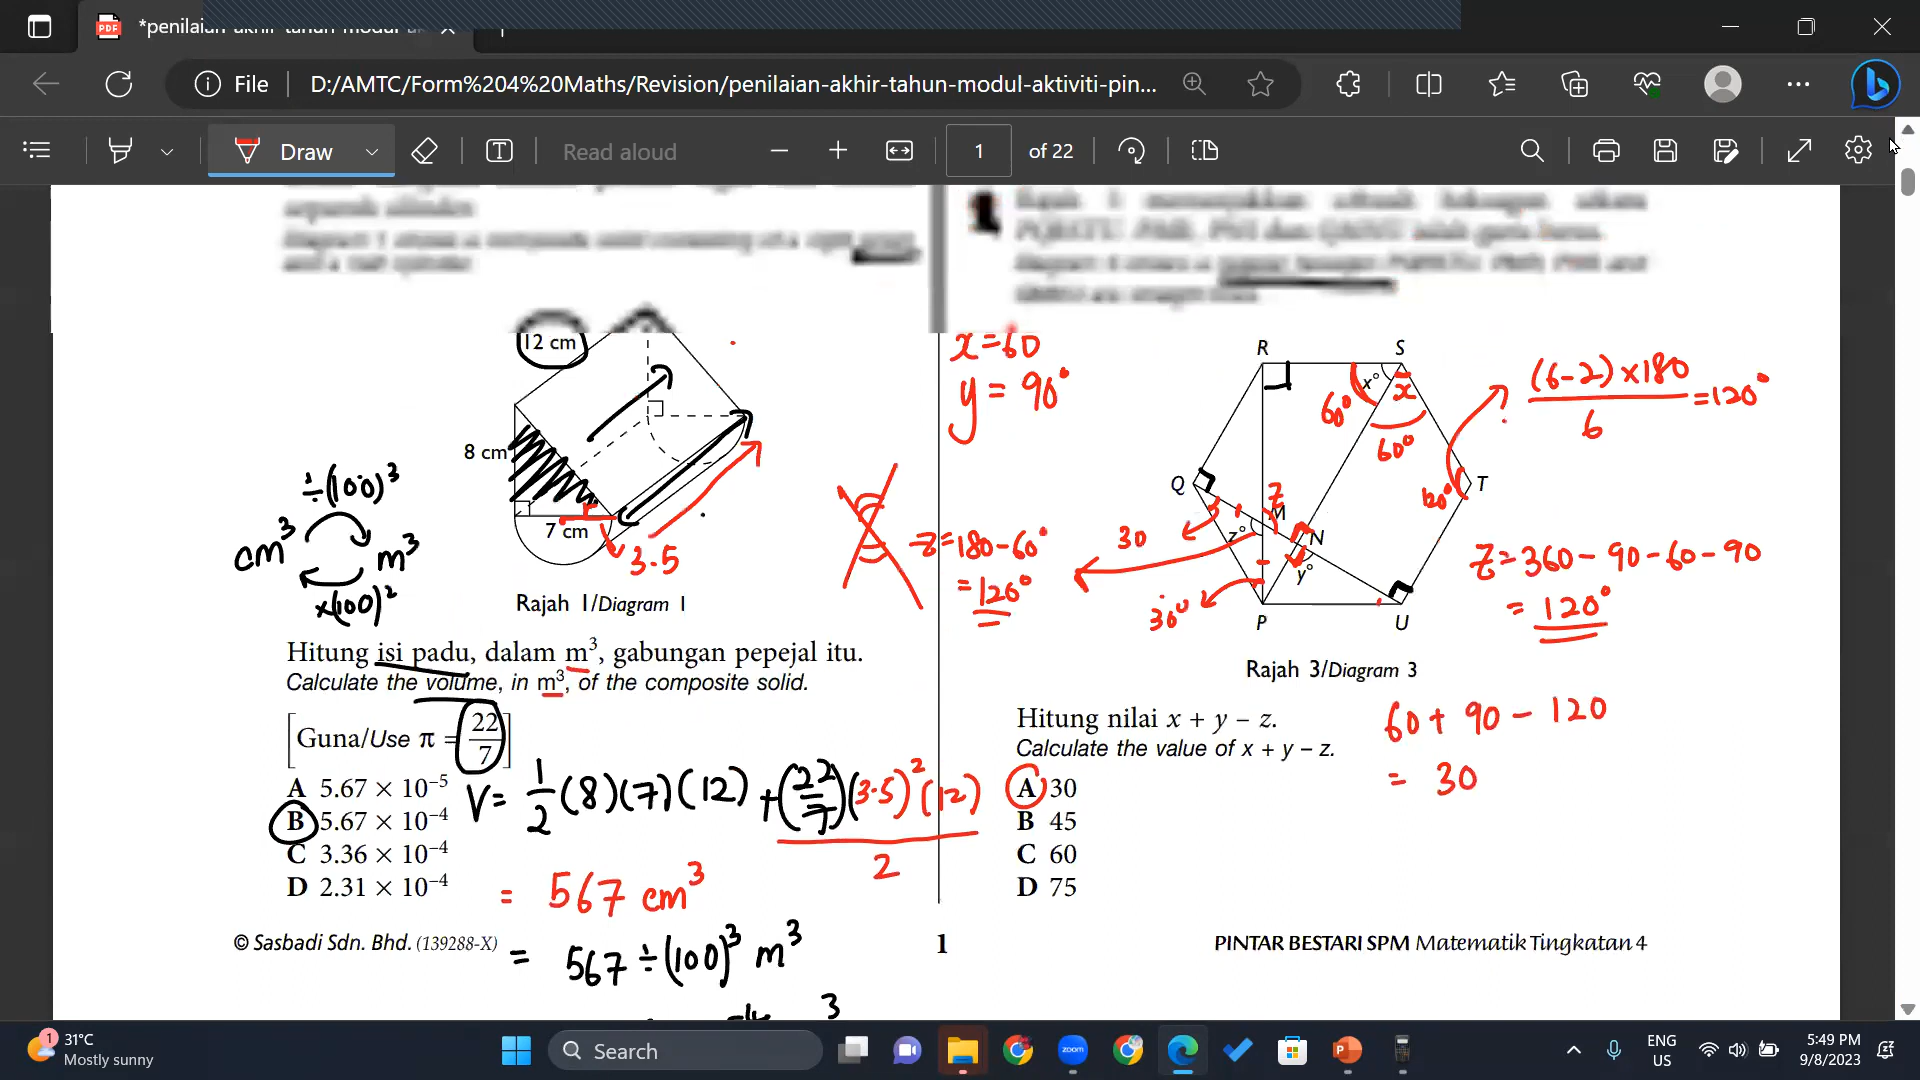 *penilaian-akhir-tahun-modul-ak
File
D:/AMTC/Form%204%20Maths/Revision/penilaian-akhir-tahun-modul-aktiviti-pin...
Draw
Read aloud
1
of 22
12 cm
8 cm
7 cm
r
3.5
÷(100)³
cm³
m³
×(100)²
Rajah 1/Diagram 1
Hitung isi padu, dalam m³, gabungan pepejal itu.
Calculate the volume, in m³, of the composite solid.
[Guna/Use π = 22/7]
A 5.67 × 10⁻⁵
B 5.67 × 10⁻⁴
C 3.36 × 10⁻⁴
D 2.31 × 10⁻⁴
V = 1/2 (8)(7)(12) + (22/7)(3.5)²(12)/2
= 567 cm³
= 567 ÷ (100)³ m³
x = 60
y = 90°
z = 180 - 60°
= 120°
R
S
x°
x
60°
60°
Q
T
120°
z
M
z°
N
y°
30
30°
P
U
(6-2) × 180 / 6 = 120°
z = 360 - 90 - 60 - 90
= 120°
Rajah 3/Diagram 3
Hitung nilai x + y – z.
Calculate the value of x + y – z.
60 + 90 - 120
= 30
A 30
B 45
C 60
D 75
© Sasbadi Sdn. Bhd. (139288-X)
1
PINTAR BESTARI SPM Matematik Tingkatan 4
1
31°C
Mostly sunny
Search
zoom
ENG
US
5:49 PM
9/8/2023